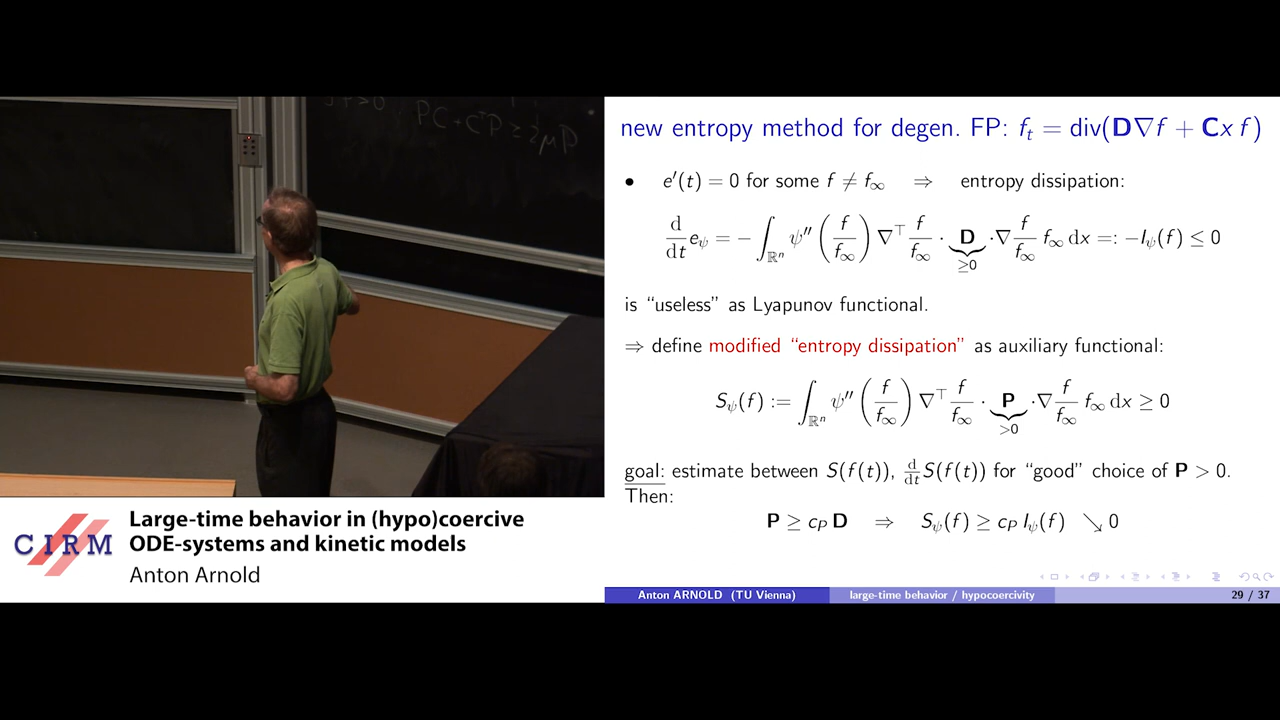 PC + CᵀP ≥ 2μP
new entropy method for degen. FP: f_t = div(D∇f + Cx f)
• e′(t) = 0 for some f ≠ f_∞ ⇒ entropy dissipation:
d/dt e_ψ = − ∫_{ℝⁿ} ψ″ (f/f_∞) ∇^⊤ f/f_∞ · D · ∇ f/f_∞ f_∞ dx =: −I_ψ(f) ≤ 0
≥0
is “useless” as Lyapunov functional.
⇒ define modified “entropy dissipation” as auxiliary functional:
S_ψ(f) := ∫_{ℝⁿ} ψ″ (f/f_∞) ∇^⊤ f/f_∞ · P · ∇ f/f_∞ f_∞ dx ≥ 0
>0
goal: estimate between S(f(t)), d/dt S(f(t)) for “good” choice of P > 0.
Then:
P ≥ c_P D ⇒ S_ψ(f) ≥ c_P I_ψ(f) ↘ 0
Anton ARNOLD (TU Vienna) large-time behavior / hypocoercivity 29 / 37
CIRM
Large-time behavior in (hypo)coercive
ODE-systems and kinetic models
Anton Arnold